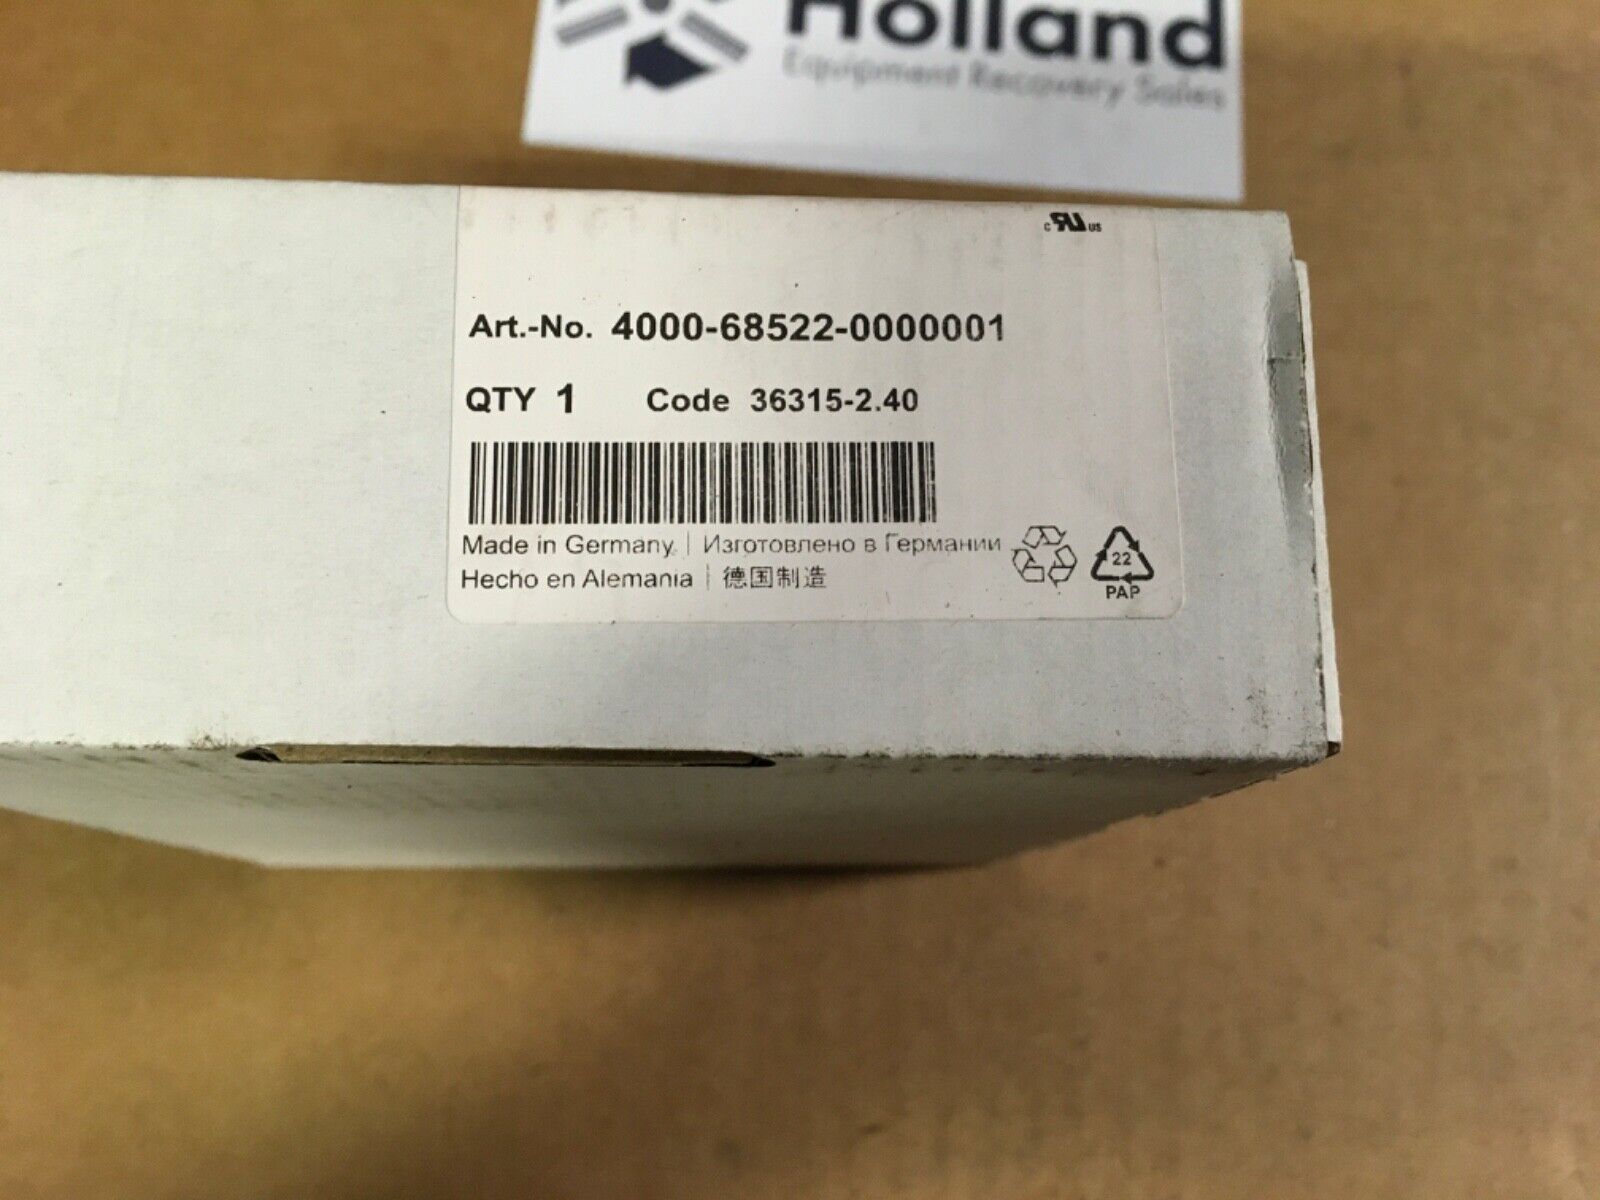 Holland
Equipment Recovery Sales
c RU us
Art.-No. 4000-68522-0000001
QTY 1 Code 36315-2.40
Made in Germany | Изготовлено в Германии
Hecho en Alemania | 德国制造
22
PAP